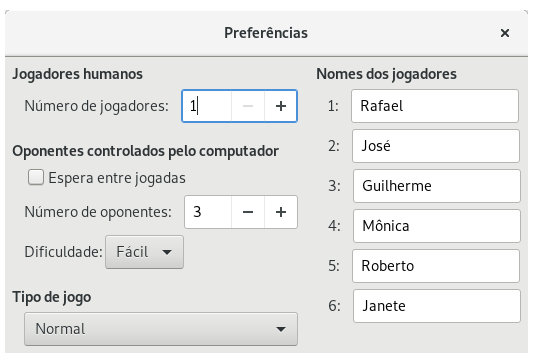 Preferências
Jogadores humanos
Número de jogadores: 1
Oponentes controlados pelo computador
Espera entre jogadas
Número de oponentes: 3
Dificuldade: Fácil
Tipo de jogo
Normal
Nomes dos jogadores
1: Rafael
2: José
3: Guilherme
4: Mônica
5: Roberto
6: Janete